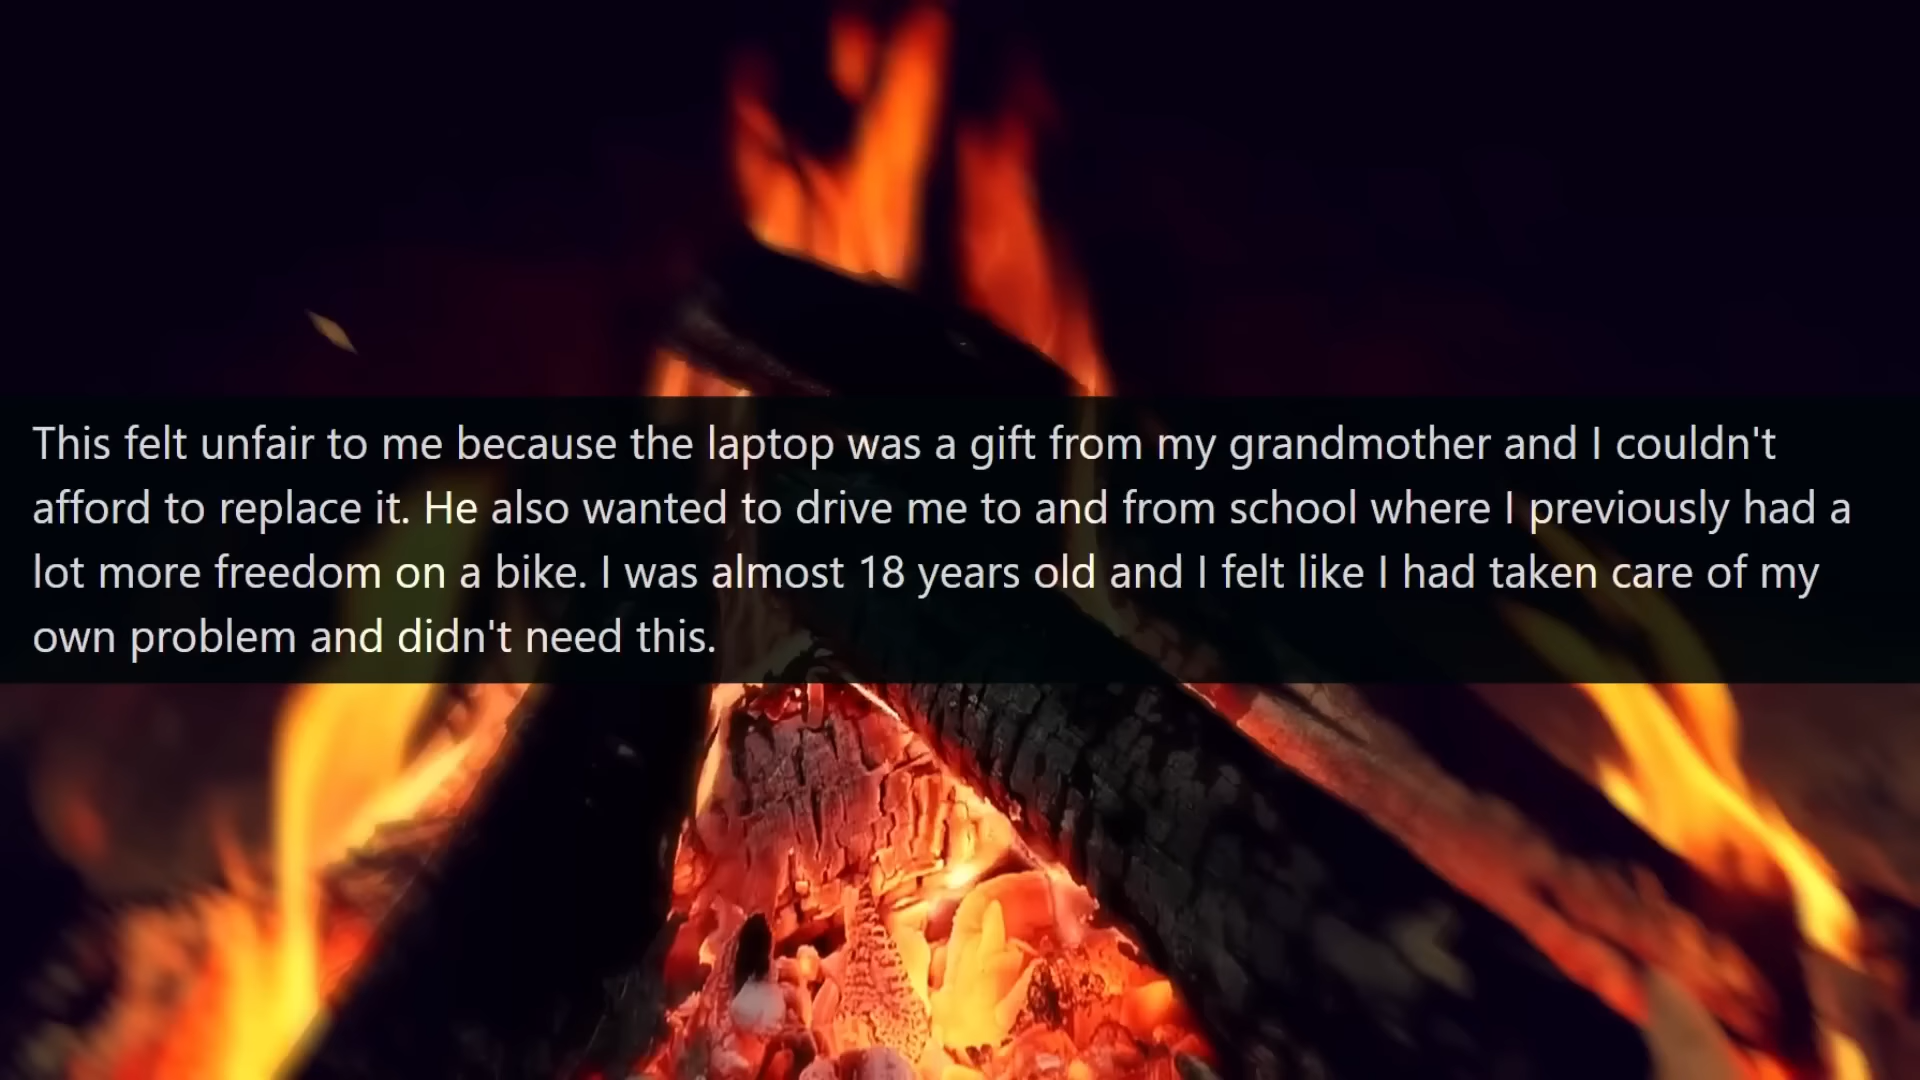 This felt unfair to me because the laptop was a gift from my grandmother and I couldn't
afford to replace it. He also wanted to drive me to and from school where I previously had a
lot more freedom on a bike. I was almost 18 years old and I felt like I had taken care of my
own problem and didn't need this.